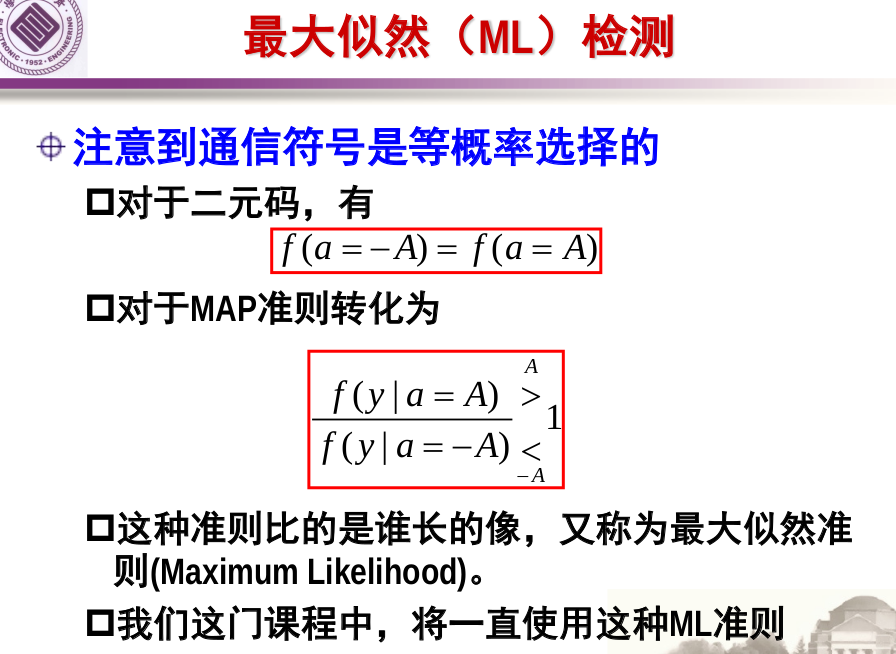 最大似然（ML）检测
注意到通信符号是等概率选择的
对于二元码，有
f (a = − A) = f (a = A)
对于MAP准则转化为
A
f (y | a = A) >
1
f (y | a = − A) <
− A
这种准则比的是谁长的像，又称为最大似然准
则(Maximum Likelihood)。
我们这门课程中，将一直使用这种ML准则
ELECTRONIC · 1952 · ENGINEERING